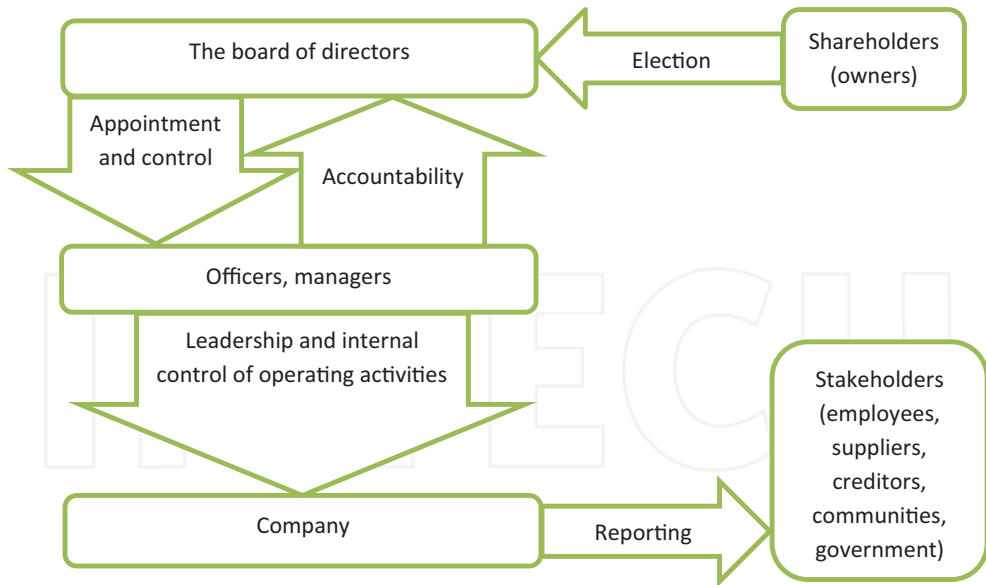 The board of directors
Election
Shareholders
(owners)
Appointment
and control
Accountability
Officers, managers
Leadership and internal
control of operating activities
Stakeholders
(employees,
suppliers,
creditors,
communities,
government)
Company
Reporting